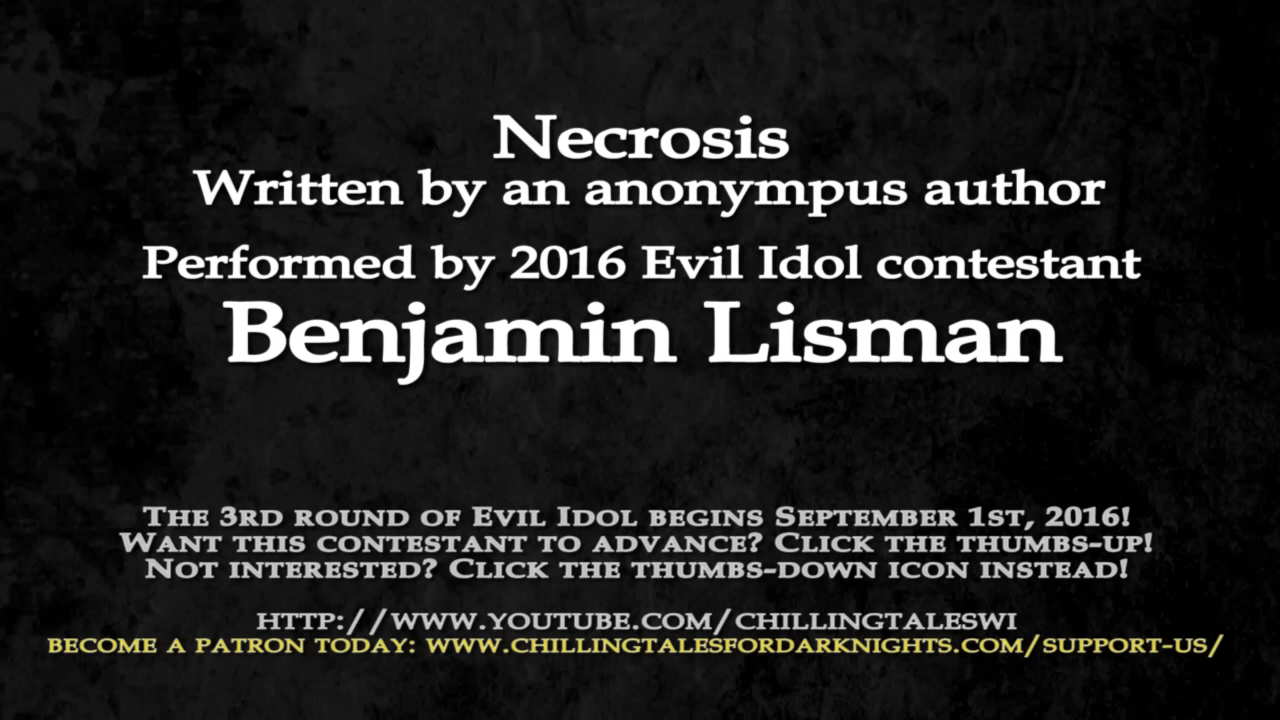 Necrosis
Written by an anonympus author
Performed by 2016 Evil Idol contestant
Benjamin Lisman
The 3rd round of Evil Idol begins September 1st, 2016!
Want this contestant to advance? Click the thumbs-up!
Not interested? Click the thumbs-down icon instead!
http://www.youtube.com/chillingtaleswi
become a patron today: www.chillingtalesfordarknights.com/support-us/